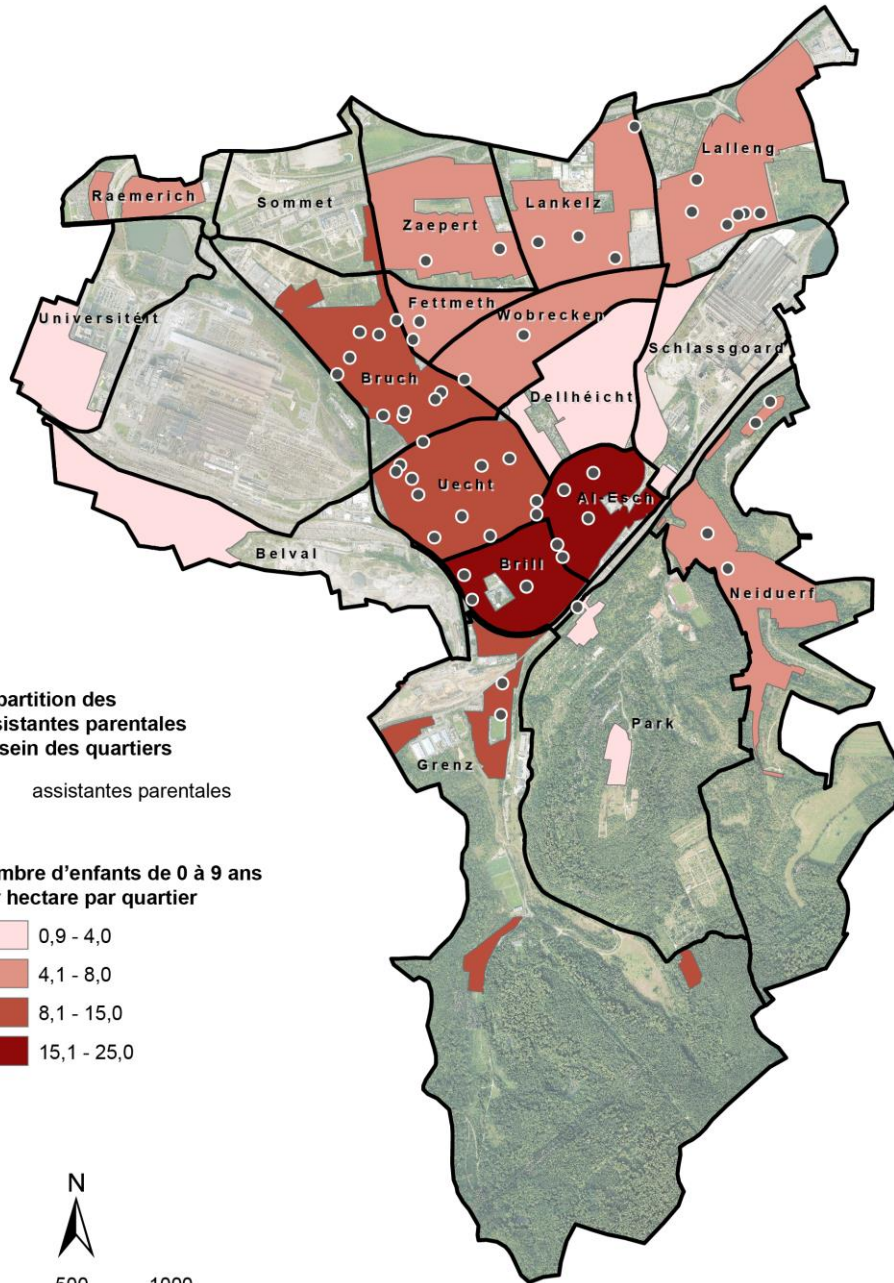 Lalleng
Raemerich
Sommet
Lankelz
Zaepert
Fettmeth
Universitéit
Wobrecken
Schlassgoard
Bruch
Dellhéicht
Uecht
Al-Esch
Belval
Brill
Neiduerf
Park
Grenz
partition des
sistantes parentales
sein des quartiers
assistantes parentales
mbre d'enfants de 0 à 9 ans
hectare par quartier
0,9 - 4,0
4,1 - 8,0
8,1 - 15,0
15,1 - 25,0
N
500 1000